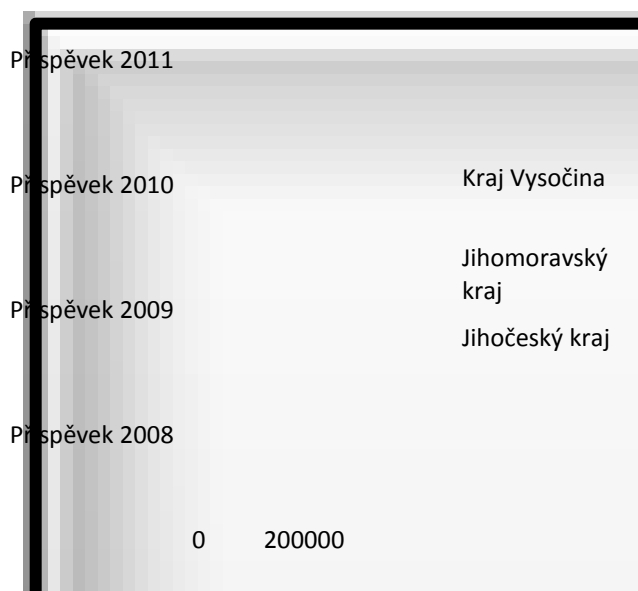 Příspěvek 2011
Příspěvek 2010
Příspěvek 2009
Příspěvek 2008
Kraj Vysočina
Jihomoravský
kraj
Jihočeský kraj
0 200000